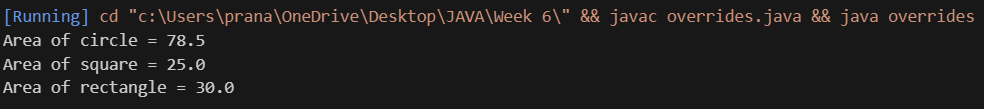 [Running] cd "c:\Users\prana\OneDrive\Desktop\JAVA\Week 6\" && javac overrides.java && java overrides
Area of circle = 78.5
Area of square = 25.0
Area of rectangle = 30.0